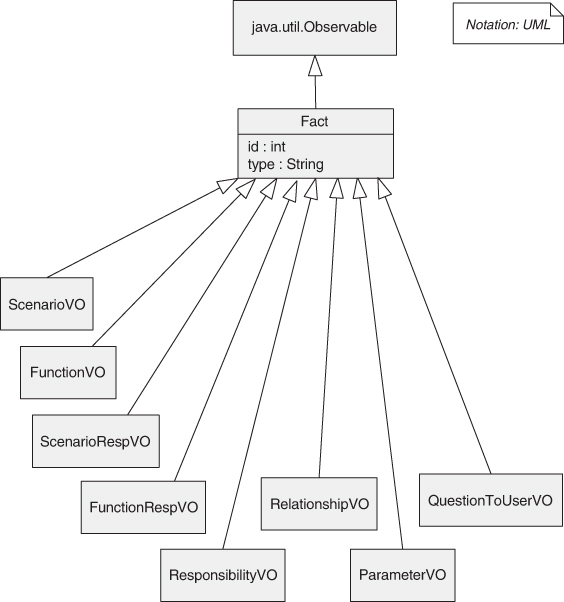 java.util.Observable
Notation: UML
Fact
id : int
type : String
ScenarioVO
FunctionVO
ScenarioRespVO
FunctionRespVO
RelationshipVO
QuestionToUserVO
ResponsibilityVO
ParameterVO